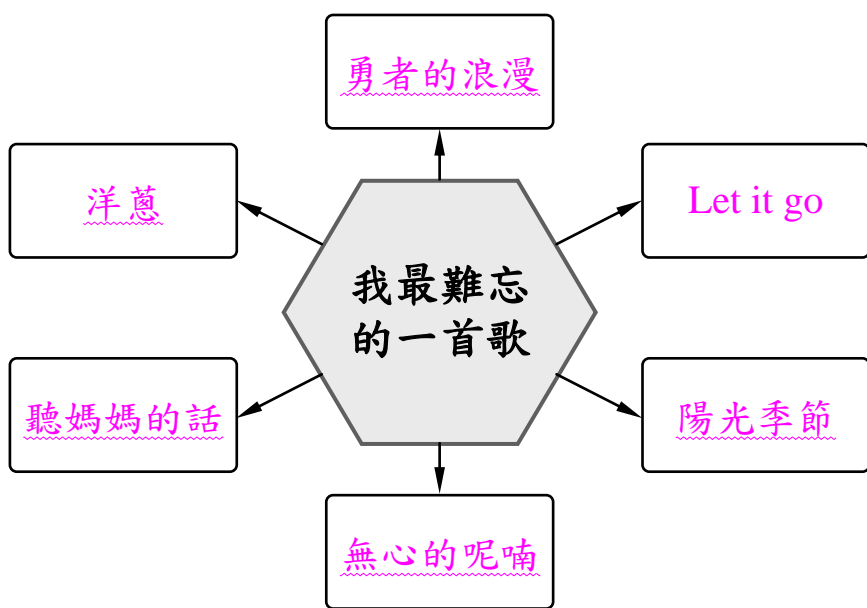 勇者的浪漫
洋蔥
Let it go
我最難忘
的一首歌
聽媽媽的話
陽光季節
無心的呢喃